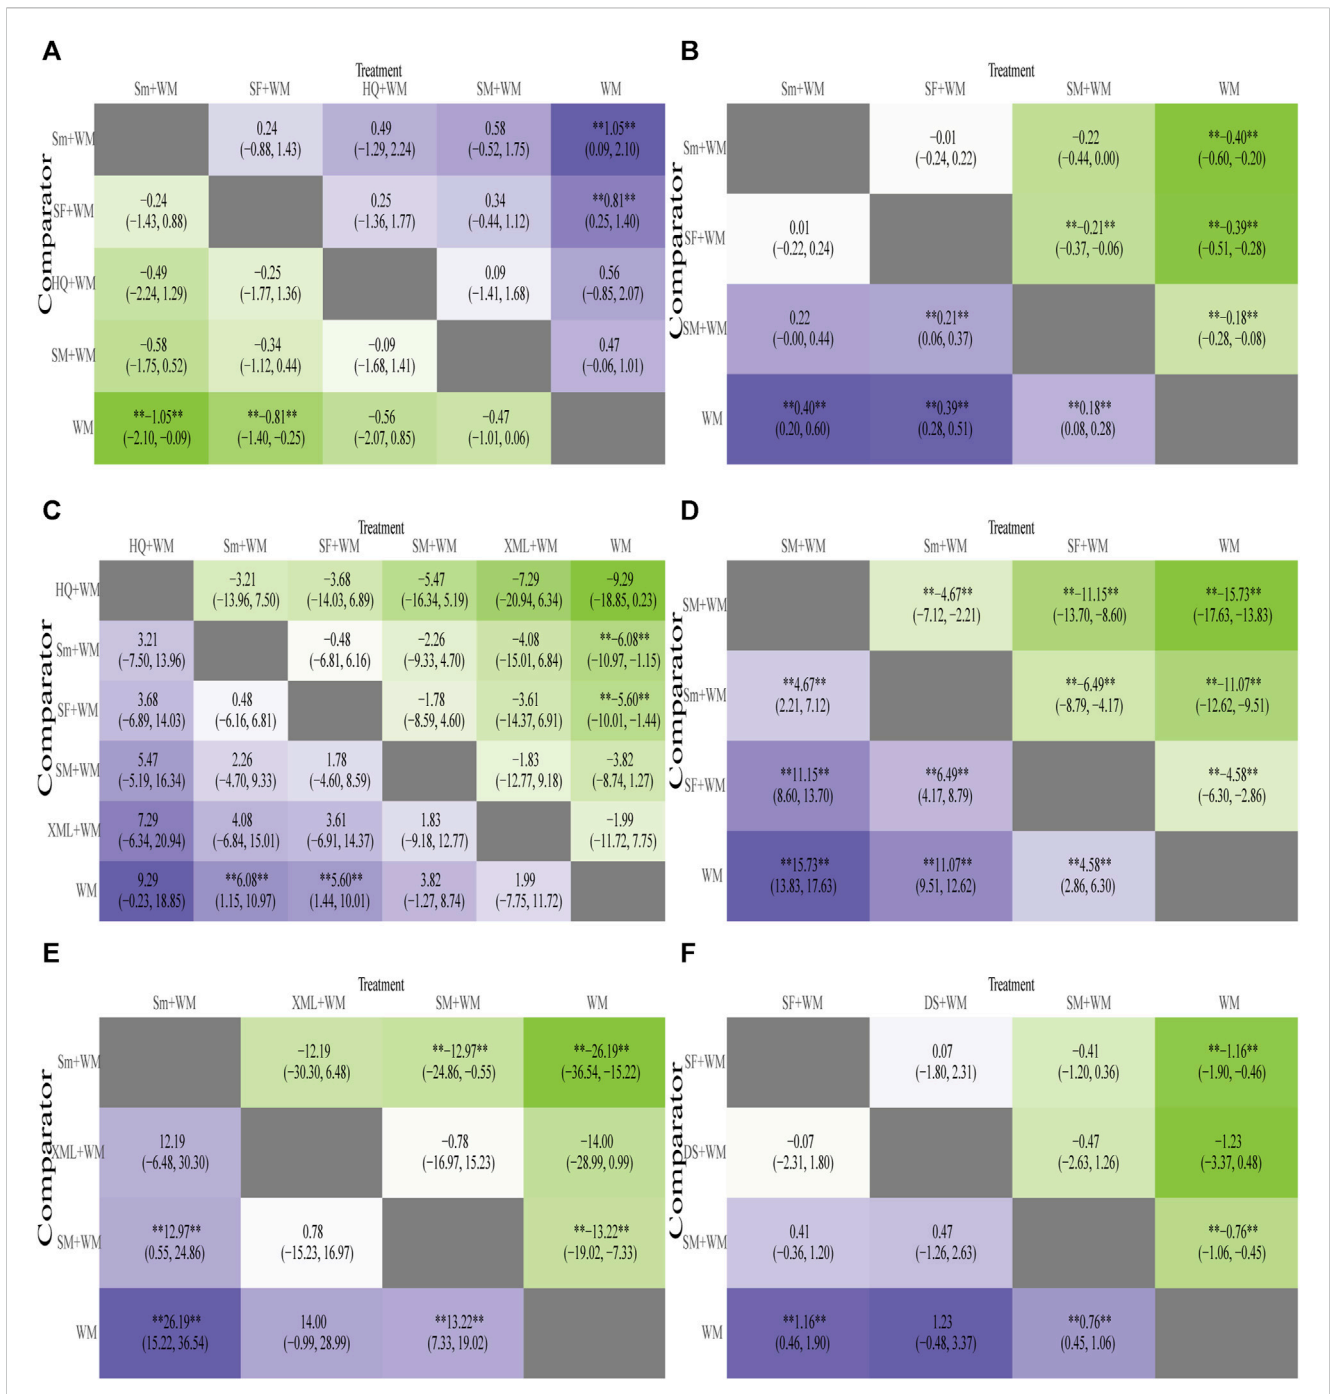 A
Treatment
Sm+WM SF+WM HQ+WM SM+WM WM
Comparator
Sm+WM 0.24 0.49 0.58 **1.05**
(−0.88, 1.43) (−1.29, 2.24) (−0.52, 1.75) (0.09, 2.10)
SF+WM −0.24 0.25 0.34 **0.81**
(−1.43, 0.88) (−1.36, 1.77) (−0.44, 1.12) (0.25, 1.40)
HQ+WM −0.49 −0.25 0.09 0.56
(−2.24, 1.29) (−1.77, 1.36) (−1.41, 1.68) (−0.85, 2.07)
SM+WM −0.58 −0.34 −0.09 0.47
(−1.75, 0.52) (−1.12, 0.44) (−1.68, 1.41) (−0.06, 1.01)
WM **−1.05** **−0.81** −0.56 −0.47
(−2.10, −0.09) (−1.40, −0.25) (−2.07, 0.85) (−1.01, 0.06)
B
Treatment
Sm+WM SF+WM SM+WM WM
Comparator
Sm+WM −0.01 −0.22 **−0.40**
(−0.24, 0.22) (−0.44, 0.00) (−0.60, −0.20)
SF+WM 0.01 **−0.21** **−0.39**
(−0.22, 0.24) (−0.37, −0.06) (−0.51, −0.28)
SM+WM 0.22 **0.21** **−0.18**
(−0.00, 0.44) (0.06, 0.37) (−0.28, −0.08)
WM **0.40** **0.39** **0.18**
(0.20, 0.60) (0.28, 0.51) (0.08, 0.28)
C
Treatment
HQ+WM Sm+WM SF+WM SM+WM XML+WM WM
Comparator
HQ+WM −3.21 −3.68 −5.47 −7.29 −9.29
(−13.96, 7.50) (−14.03, 6.89) (−16.34, 5.19) (−20.94, 6.34) (−18.85, 0.23)
Sm+WM 3.21 −0.48 −2.26 −4.08 **−6.08**
(−7.50, 13.96) (−6.81, 6.16) (−9.33, 4.70) (−15.01, 6.84) (−10.97, −1.15)
SF+WM 3.68 0.48 −1.78 −3.61 **−5.60**
(−6.89, 14.03) (−6.16, 6.81) (−8.59, 4.60) (−14.37, 6.91) (−10.01, −1.44)
SM+WM 5.47 2.26 1.78 −1.83 −3.82
(−5.19, 16.34) (−4.70, 9.33) (−4.60, 8.59) (−12.77, 9.18) (−8.74, 1.27)
XML+WM 7.29 4.08 3.61 1.83 −1.99
(−6.34, 20.94) (−6.84, 15.01) (−6.91, 14.37) (−9.18, 12.77) (−11.72, 7.75)
WM 9.29 **6.08** **5.60** 3.82 1.99
(−0.23, 18.85) (1.15, 10.97) (1.44, 10.01) (−1.27, 8.74) (−7.75, 11.72)
D
Treatment
SM+WM Sm+WM SF+WM WM
Comparator
SM+WM **−4.67** **−11.15** **−15.73**
(−7.12, −2.21) (−13.70, −8.60) (−17.63, −13.83)
Sm+WM **4.67** **−6.49** **−11.07**
(2.21, 7.12) (−8.79, −4.17) (−12.62, −9.51)
SF+WM **11.15** **6.49** **−4.58**
(8.60, 13.70) (4.17, 8.79) (−6.30, −2.86)
WM **15.73** **11.07** **4.58**
(13.83, 17.63) (9.51, 12.62) (2.86, 6.30)
E
Treatment
Sm+WM XML+WM SM+WM WM
Comparator
Sm+WM −12.19 **−12.97** **−26.19**
(−30.30, 6.48) (−24.86, −0.55) (−36.54, −15.22)
XML+WM 12.19 −0.78 −14.00
(−6.48, 30.30) (−16.97, 15.23) (−28.99, 0.99)
SM+WM **12.97** 0.78 **−13.22**
(0.55, 24.86) (−15.23, 16.97) (−19.02, −7.33)
WM **26.19** 14.00 **13.22**
(15.22, 36.54) (−0.99, 28.99) (7.33, 19.02)
F
Treatment
SF+WM DS+WM SM+WM WM
Comparator
SF+WM 0.07 −0.41 **−1.16**
(−1.80, 2.31) (−1.20, 0.36) (−1.90, −0.46)
DS+WM −0.07 −0.47 −1.23
(−2.31, 1.80) (−2.63, 1.26) (−3.37, 0.48)
SM+WM 0.41 0.47 **−0.76**
(−0.36, 1.20) (−1.26, 2.63) (−1.06, −0.45)
WM **1.16** 1.23 **0.76**
(0.46, 1.90) (−0.48, 3.37) (0.45, 1.06)